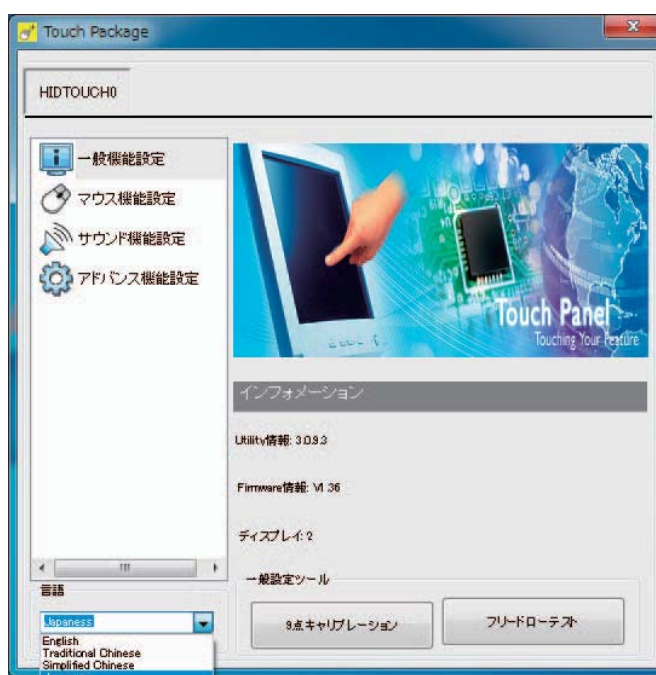 Touch Package
HIDTOUCH0
一般機能設定
マウス機能設定
サウンド機能設定
アドバンス機能設定
Touch Panel
Touching Your Feature
インフォメーション
Utility情報: 3.0.9.3
Firmware情報: V1.36
ディスプレイ: 2
一般設定ツール
9点キャリブレーション
フリードローテスト
言語
Japaness
English
Traditional Chinese
Simplified Chinese